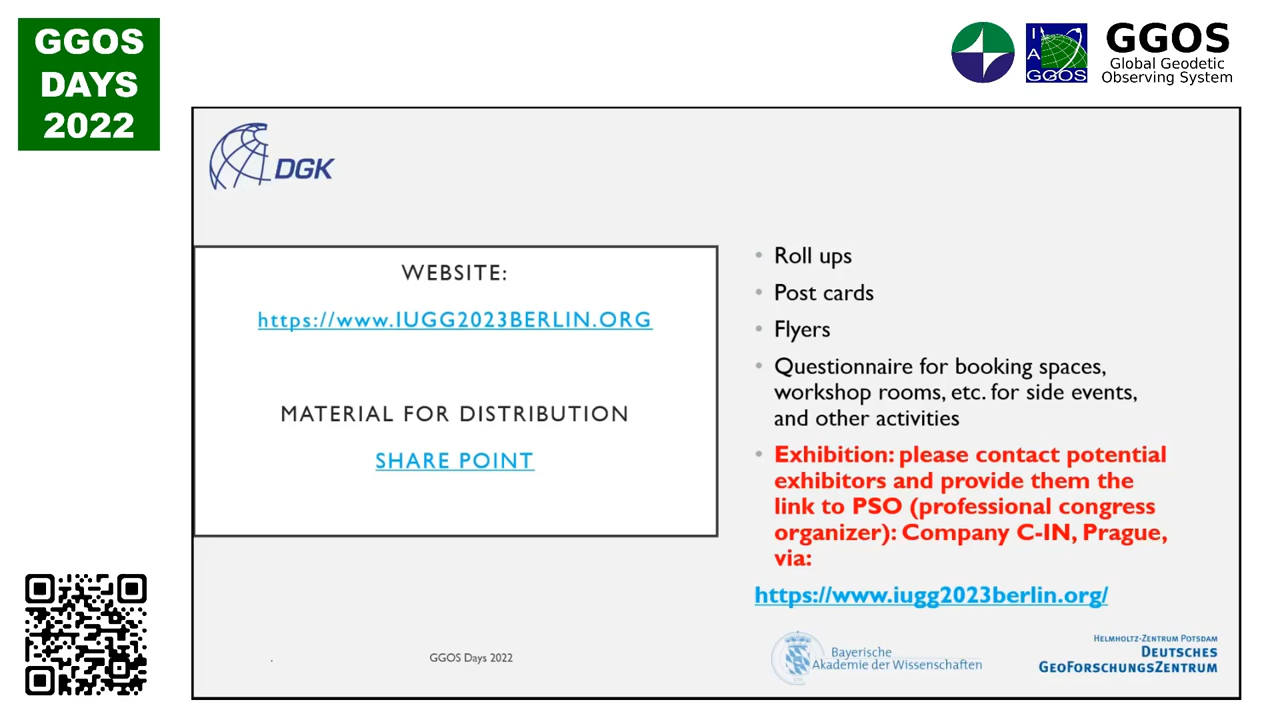 GGOS
DAYS
2022
I
A
GGOS
GGOS
Global Geodetic
Observing System
DGK
WEBSITE:
https://www.IUGG2023BERLIN.ORG
MATERIAL FOR DISTRIBUTION
SHARE POINT
• Roll ups
• Post cards
• Flyers
• Questionnaire for booking spaces,
workshop rooms, etc. for side events,
and other activities
• Exhibition: please contact potential
exhibitors and provide them the
link to PSO (professional congress
organizer): Company C-IN, Prague,
via:
https://www.iugg2023berlin.org/
.
GGOS Days 2022
Bayerische
Akademie der Wissenschaften
HELMHOLTZ-ZENTRUM POTSDAM
DEUTSCHES
GEOFORSCHUNGSZENTRUM